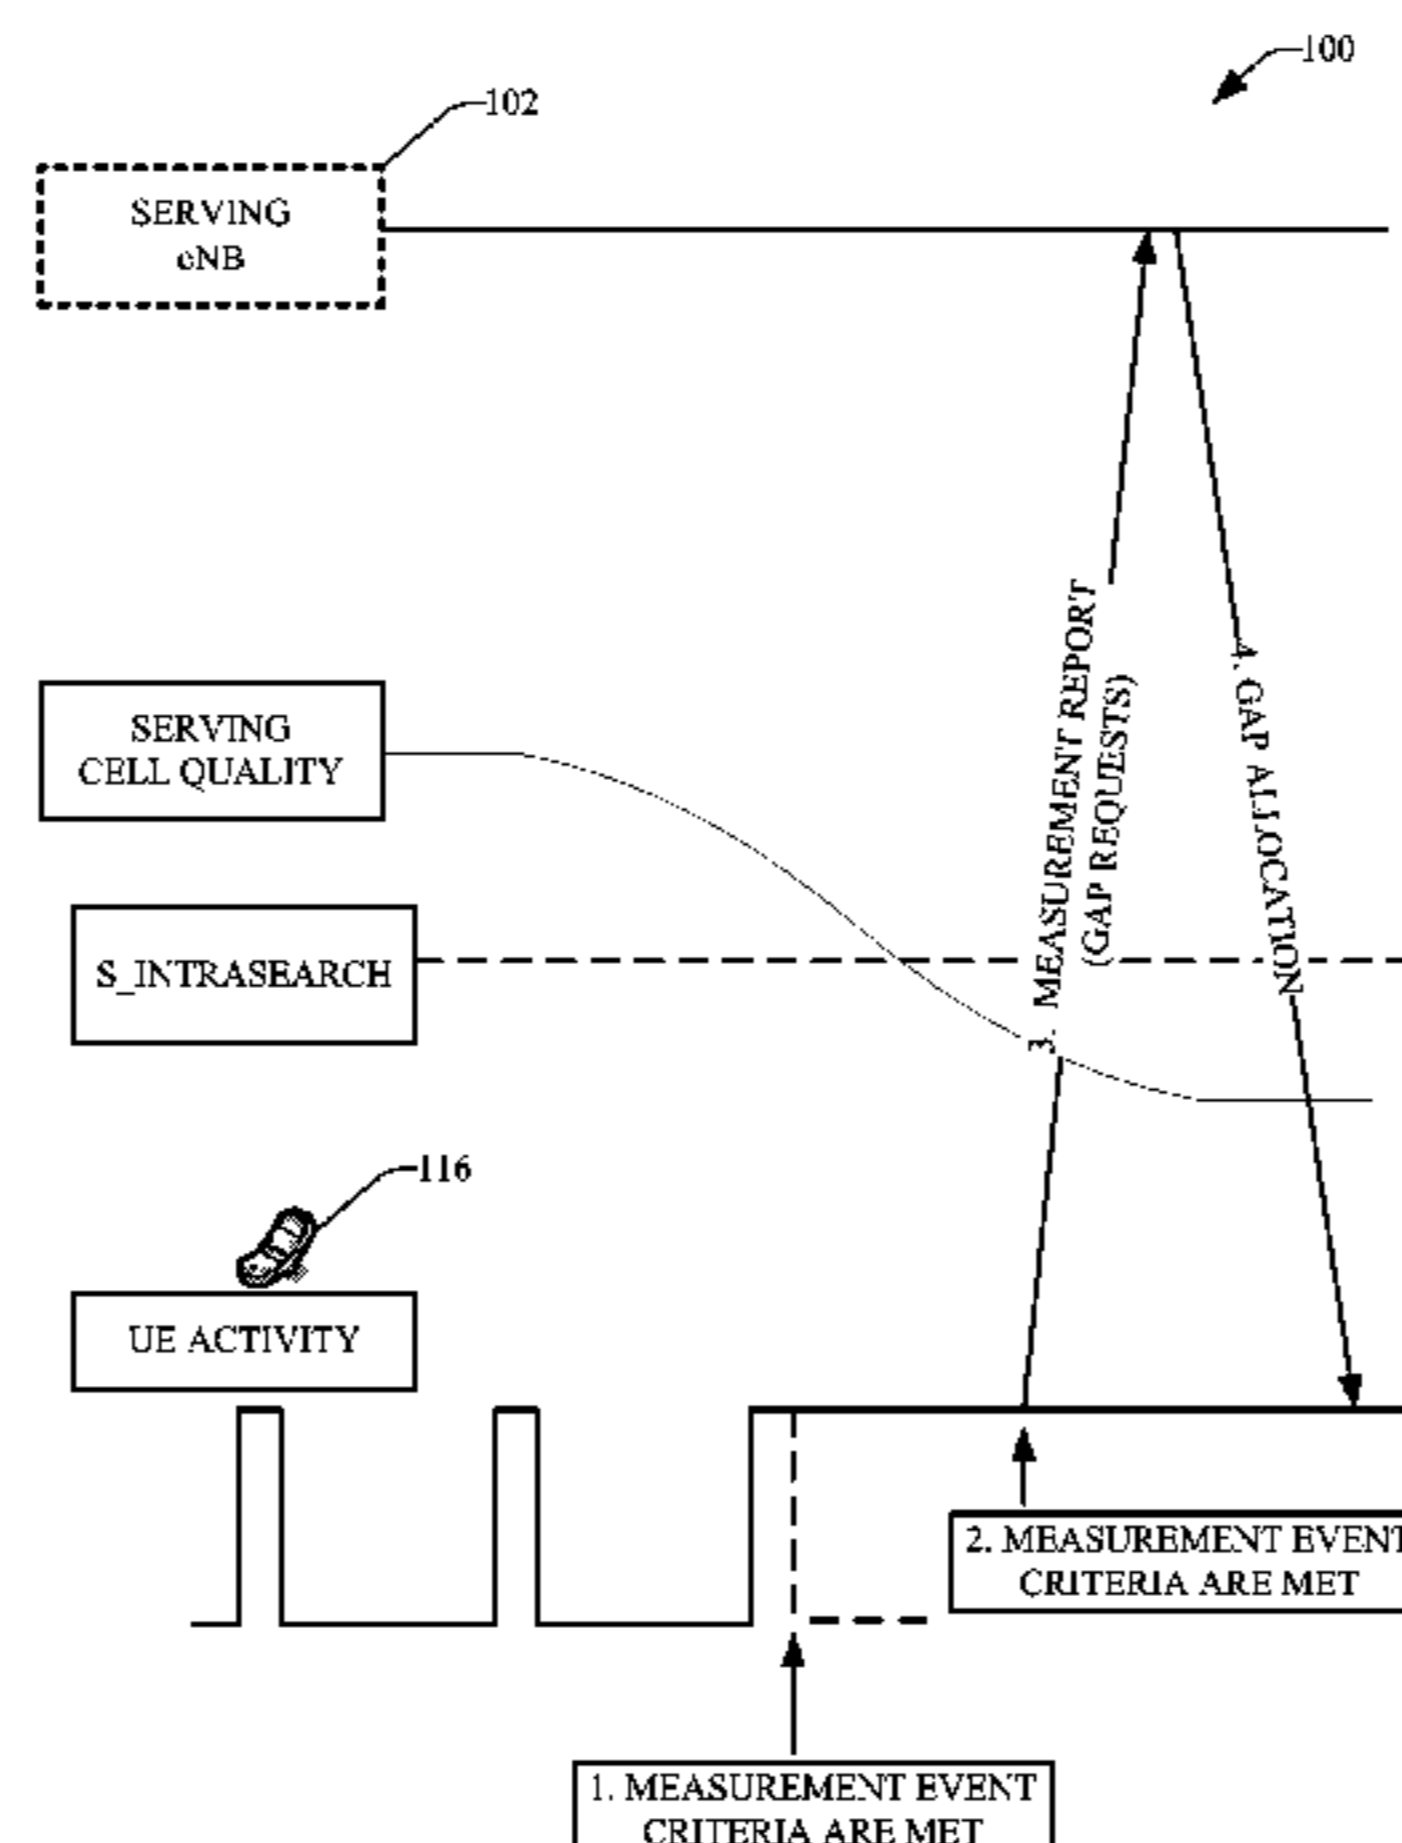 100
102
SERVING
eNB
3. MEASUREMENT REPORT
(GAP REQUESTS)
4. GAP ALLOCATION
SERVING
CELL QUALITY
S_INTRASEARCH
116
UE ACTIVITY
2. MEASUREMENT EVENT
CRITERIA ARE MET
1. MEASUREMENT EVENT
CRITERIA ARE MET